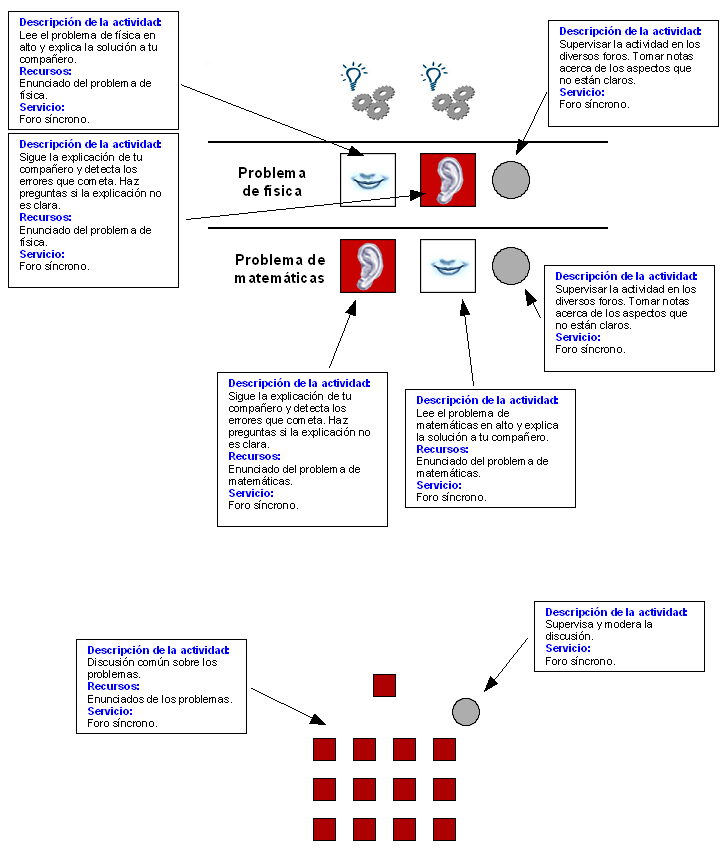 Descripción de la actividad:
Lee el problema de física en
alto y explica la solución a tu
compañero.
Recursos:
Enunciado del problema de
física.
Servicio:
Foro síncrono.
Descripción de la actividad:
Sigue la explicación de tu
compañero y detecta los
errores que cometa. Haz
preguntas si la explicación no
es clara.
Recursos:
Enunciado del problema de
física.
Servicio:
Foro síncrono.
Descripción de la actividad:
Supervisar la actividad en los
diversos foros. Tomar notas
acerca de los aspectos que
no están claros.
Servicio:
Foro síncrono.
Problema
de física
Problema de
matemáticas
Descripción de la actividad:
Supervisar la actividad en los
diversos foros. Tomar notas
acerca de los aspectos que
no están claros.
Servicio:
Foro síncrono.
Descripción de la actividad:
Sigue la explicación de tu
compañero y detecta los
errores que cometa. Haz
preguntas si la explicación no
es clara.
Recursos:
Enunciado del problema de
matemáticas.
Servicio:
Foro síncrono.
Descripción de la actividad:
Lee el problema de
matemáticas en alto y explica
la solución a tu compañero.
Recursos:
Enunciado del problema de
matemáticas.
Servicio:
Foro síncrono.
Descripción de la actividad:
Discusión común sobre los
problemas.
Recursos:
Enunciados de los problemas.
Servicio:
Foro síncrono.
Descripción de la actividad:
Supervisa y modera la
discusión.
Servicio:
Foro síncrono.